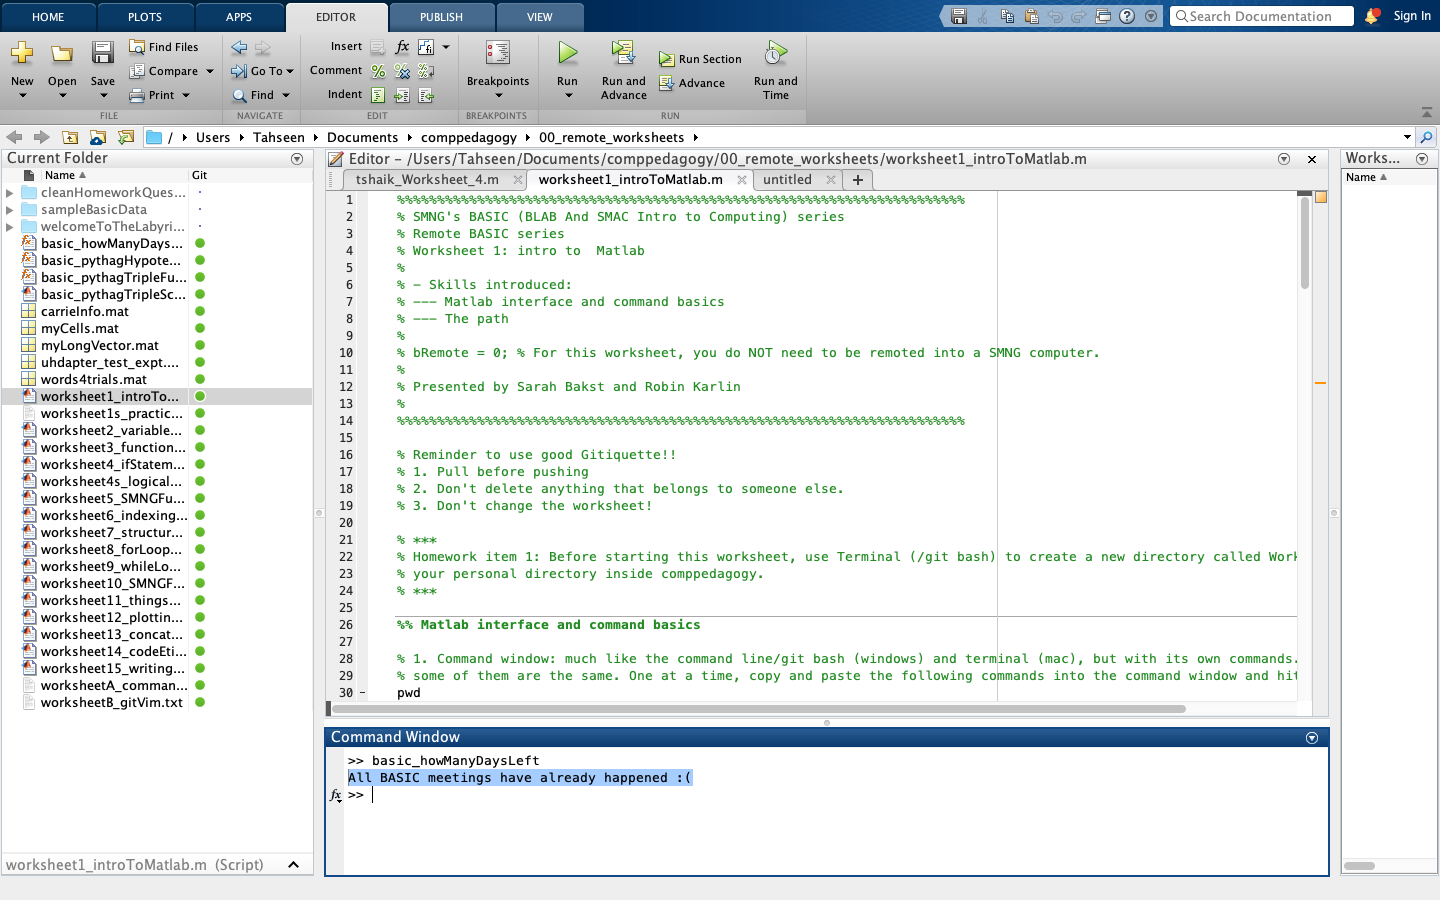 HOME PLOTS APPS EDITOR PUBLISH VIEW Search Documentation Sign In
New Open Save Find Files Compare Print
Go To Find
Insert fx
Comment
Indent
Breakpoints
Run Run and Advance Run Section Advance Run and Time
FILE NAVIGATE EDIT BREAKPOINTS RUN
/ Users Tahseen Documents comppedagogy 00_remote_worksheets
Current Folder
Name Git
cleanHomeworkQues...
sampleBasicData
welcomeToTheLabyri...
basic_howManyDays...
basic_pythagHypote...
basic_pythagTripleFu...
basic_pythagTripleSc...
carrieInfo.mat
myCells.mat
myLongVector.mat
uhdapter_test_expt....
words4trials.mat
worksheet1_introTo...
worksheet1s_practic...
worksheet2_variable...
worksheet3_function...
worksheet4_ifStatem...
worksheet4s_logical...
worksheet5_SMNGFu...
worksheet6_indexing...
worksheet7_structur...
worksheet8_forLoop...
worksheet9_whileLo...
worksheet10_SMNGF...
worksheet11_things...
worksheet12_plottin...
worksheet13_concat...
worksheet14_codeEti...
worksheet15_writing...
worksheetA_comman...
worksheetB_gitVim.txt
worksheet1_introToMatlab.m (Script)
Editor – /Users/Tahseen/Documents/comppedagogy/00_remote_worksheets/worksheet1_introToMatlab.m
tshaik_Worksheet_4.m worksheet1_introToMatlab.m untitled
1 %%%%%%%%%%%%%%%%%%%%%%%%%%%%%%%%%%%%%%%%%%%%%%%%%%%%%%%%%%%%%%%%%%%%%%%
2 % SMNG's BASIC (BLAB And SMAC Intro to Computing) series
3 % Remote BASIC series
4 % Worksheet 1: intro to  Matlab
5 %
6 % - Skills introduced:
7 % --- Matlab interface and command basics
8 % --- The path
9 %
10 % bRemote = 0; % For this worksheet, you do NOT need to be remoted into a SMNG computer.
11 %
12 % Presented by Sarah Bakst and Robin Karlin
13 %
14 %%%%%%%%%%%%%%%%%%%%%%%%%%%%%%%%%%%%%%%%%%%%%%%%%%%%%%%%%%%%%%%%%%%%%%%
15
16 % Reminder to use good Gitiquette!!
17 % 1. Pull before pushing
18 % 2. Don't delete anything that belongs to someone else.
19 % 3. Don't change the worksheet!
20
21 % ***
22 % Homework item 1: Before starting this worksheet, use Terminal (/git bash) to create a new directory called Work
23 % your personal directory inside comppedagogy.
24 % ***
25
26 %% Matlab interface and command basics
27
28 % 1. Command window: much like the command line/git bash (windows) and terminal (mac), but with its own commands.
29 % some of them are the same. One at a time, copy and paste the following commands into the command window and hit
30 – pwd
Command Window
>> basic_howManyDaysLeft
All BASIC meetings have already happened :(
fx >>
Works...
Name